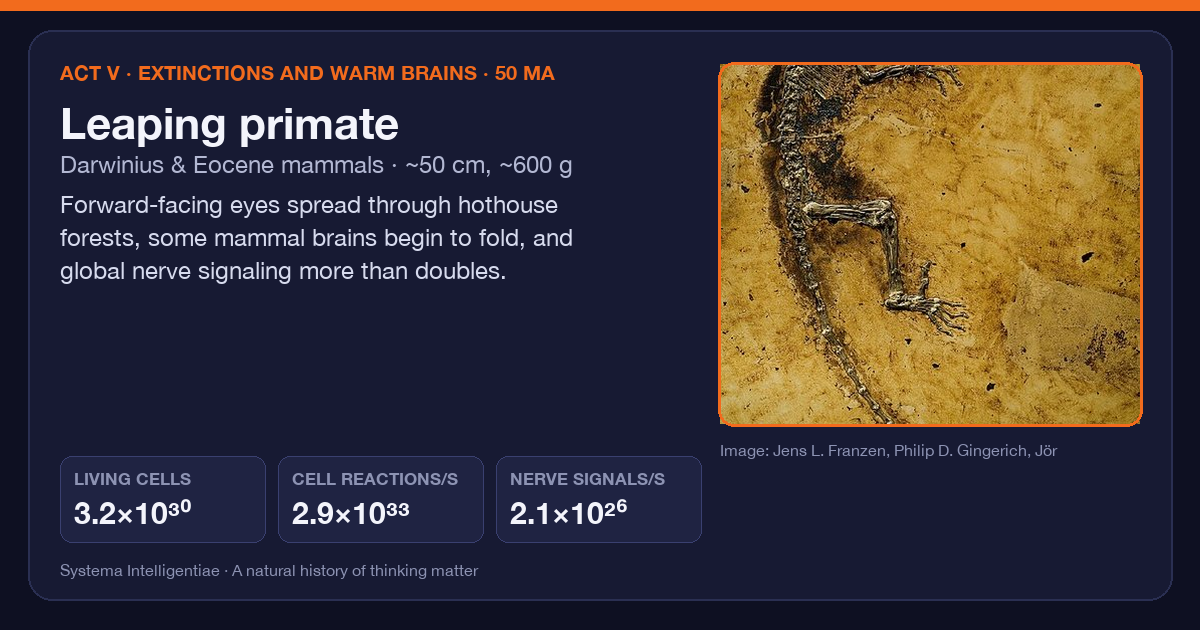 ACT V · EXTINCTIONS AND WARM BRAINS · 50 MA
Leaping primate
Darwinius & Eocene mammals · ~50 cm, ~600 g
Forward-facing eyes spread through hothouse
forests, some mammal brains begin to fold, and
global nerve signaling more than doubles.
Image: Jens L. Franzen, Philip D. Gingerich, Jör
LIVING CELLS
3.2×10³⁰
CELL REACTIONS/S
2.9×10³³
NERVE SIGNALS/S
2.1×10²⁶
Systema Intelligentiae · A natural history of thinking matter